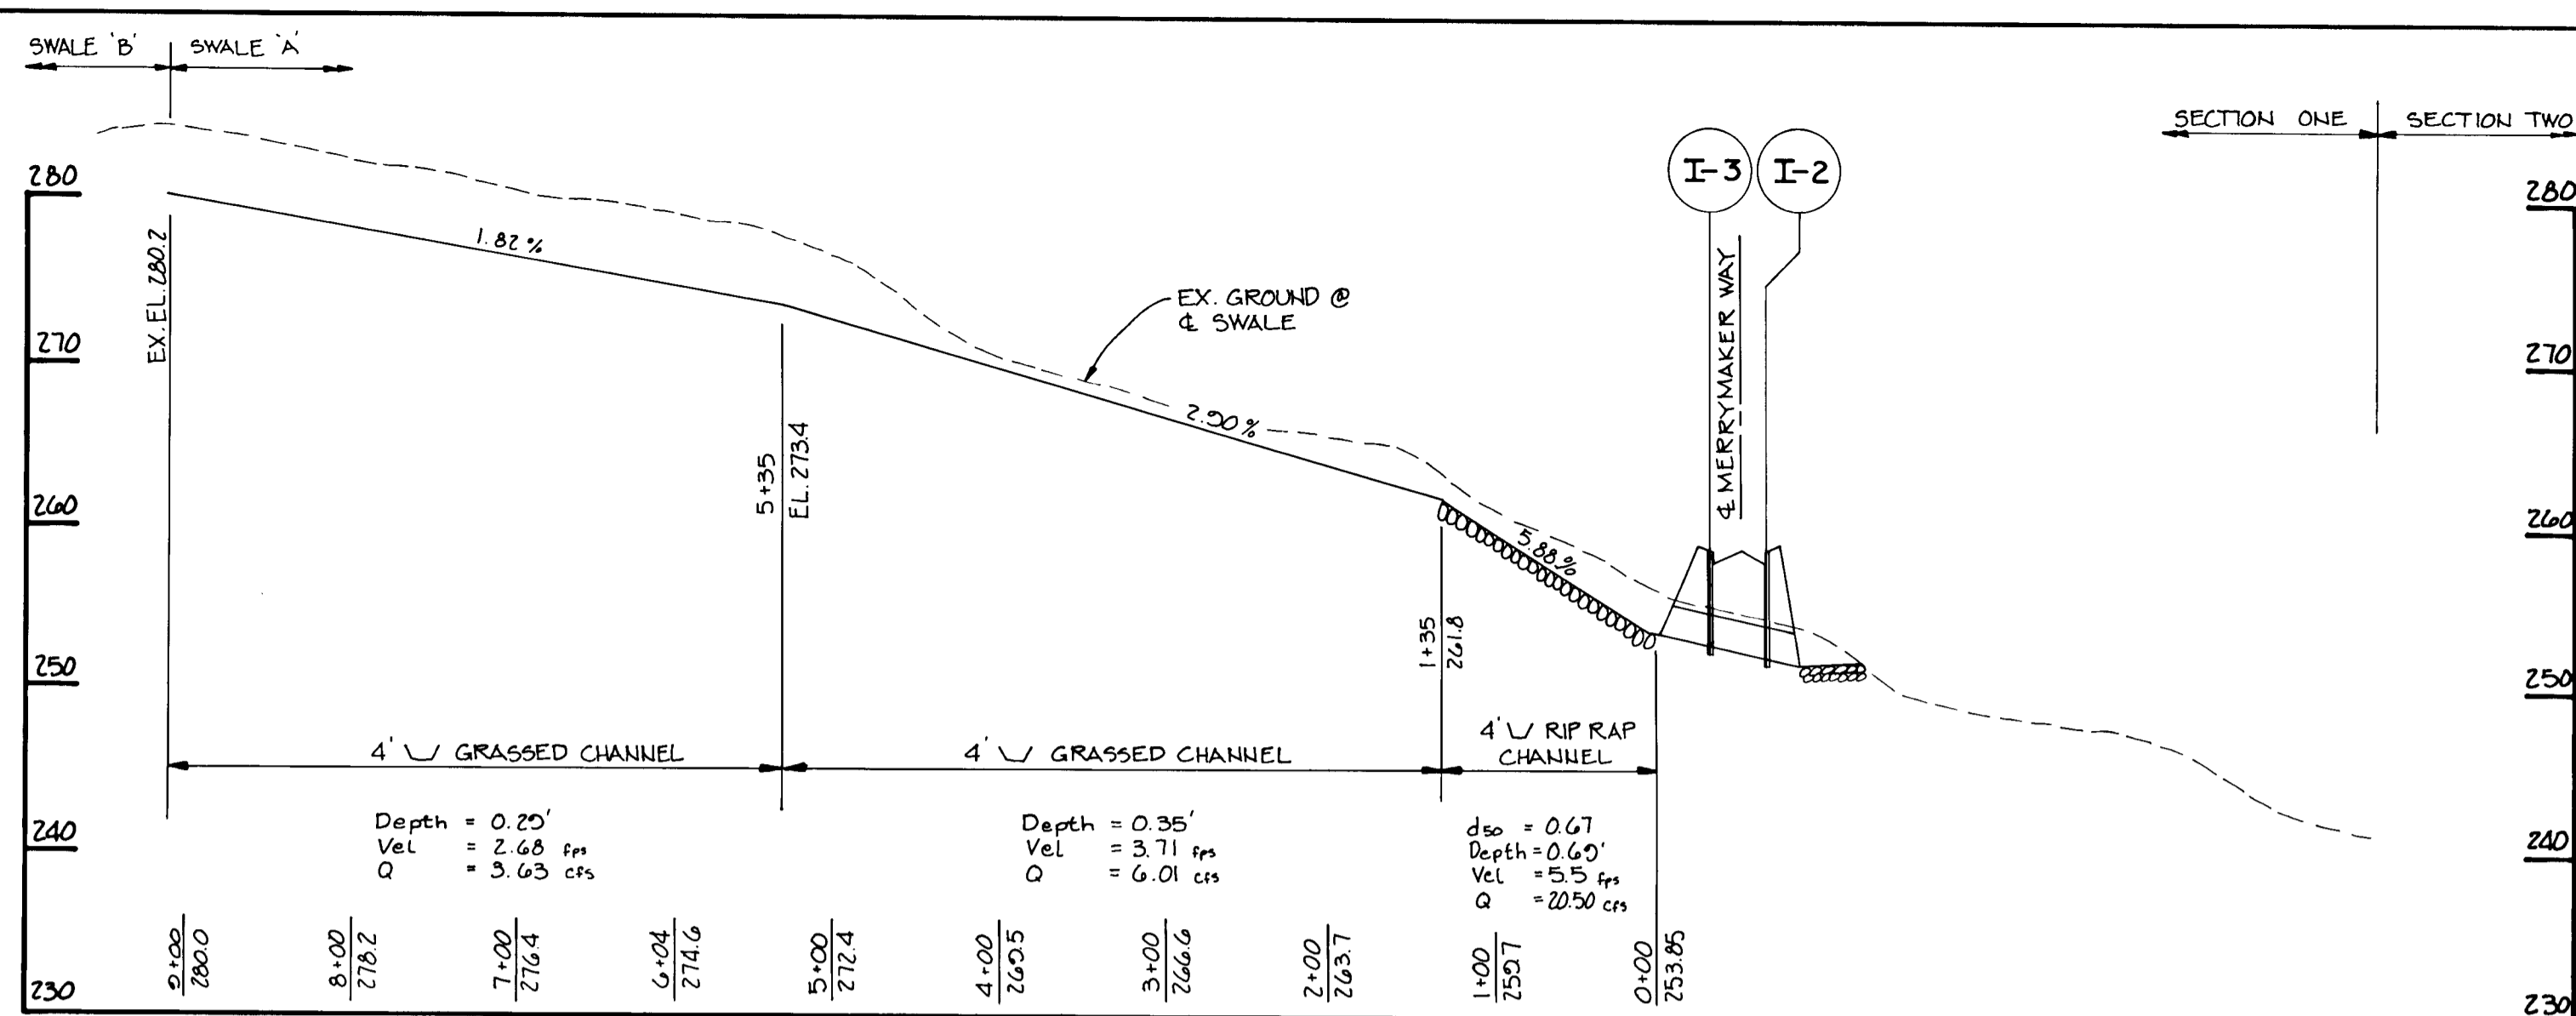 SWALE 'B' SWALE 'A'
SECTION ONE SECTION TWO
I-3 I-2
280
280
1.82%
EX. EL. 280.2
℄ MERRYMAKER WAY
EX. GROUND @
℄ SWALE
270
270
2.90%
5+35
EL. 273.4
260
260
5.88%
1+35
261.8
250
250
4' GRASSED CHANNEL
4' GRASSED CHANNEL
4' RIP RAP
CHANNEL
Depth = 0.29'
Vel = 2.68 fps
Q = 3.63 cfs
Depth = 0.35'
Vel = 3.71 fps
Q = 6.01 cfs
d50 = 0.67
Depth = 0.69'
Vel = 5.5 fps
Q = 20.50 cfs
240
240
9+00
280.0
8+00
278.2
7+00
276.4
6+04
274.6
5+00
272.4
4+00
269.5
3+00
266.6
2+00
263.7
1+00
259.7
0+00
253.85
230
230